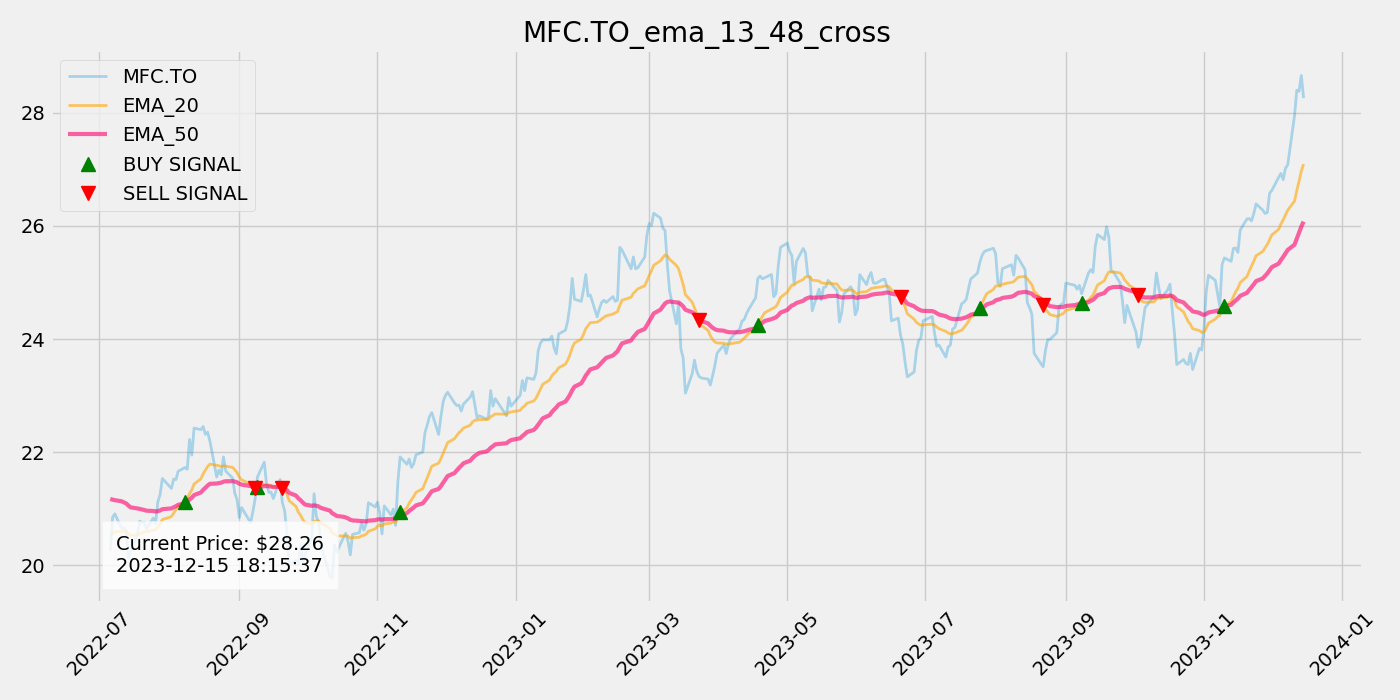 MFC.TO_ema_13_48_cross
MFC.TO
EMA_20
EMA_50
BUY SIGNAL
SELL SIGNAL
28
26
24
22
20
Current Price: $28.26
2023-12-15 18:15:37
2022-07
2022-09
2022-11
2023-01
2023-03
2023-05
2023-07
2023-09
2023-11
2024-01